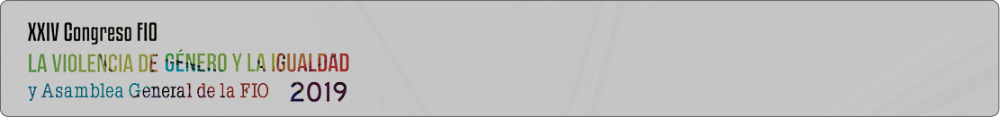 XXIV Congreso FIO
LA VIOLENCIA DE GÉNERO Y LA IGUALDAD
y Asamblea General de la FIO 2019